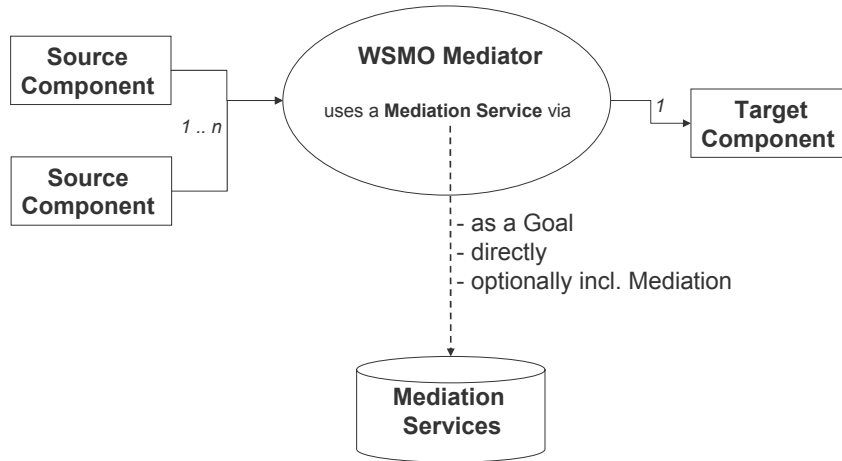 Source
Component
1 .. n
Source
Component
WSMO Mediator
uses a Mediation Service via
1
Target
Component
- as a Goal
- directly
- optionally incl. Mediation
Mediation
Services